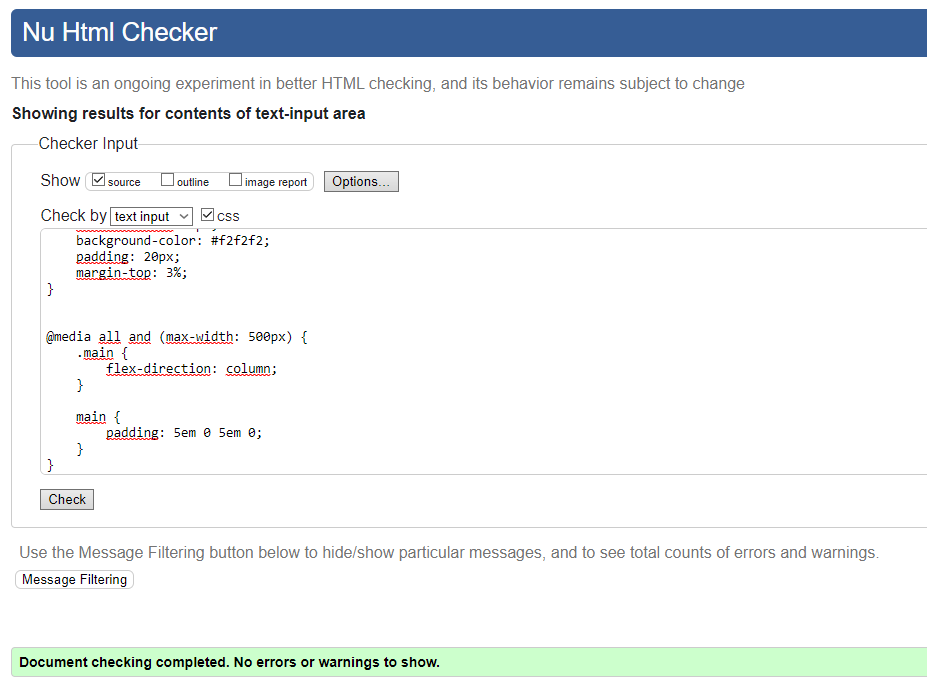 Nu Html Checker
This tool is an ongoing experiment in better HTML checking, and its behavior remains subject to change
Showing results for contents of text-input area
Checker Input
Show source outline image report Options...
Check by text input css
background-color: #f2f2f2;
padding: 20px;
margin-top: 3%;
}
@media all and (max-width: 500px) {
.main {
flex-direction: column;
}
main {
padding: 5em 0 5em 0;
}
}
Check
Use the Message Filtering button below to hide/show particular messages, and to see total counts of errors and warnings.
Message Filtering
Document checking completed. No errors or warnings to show.